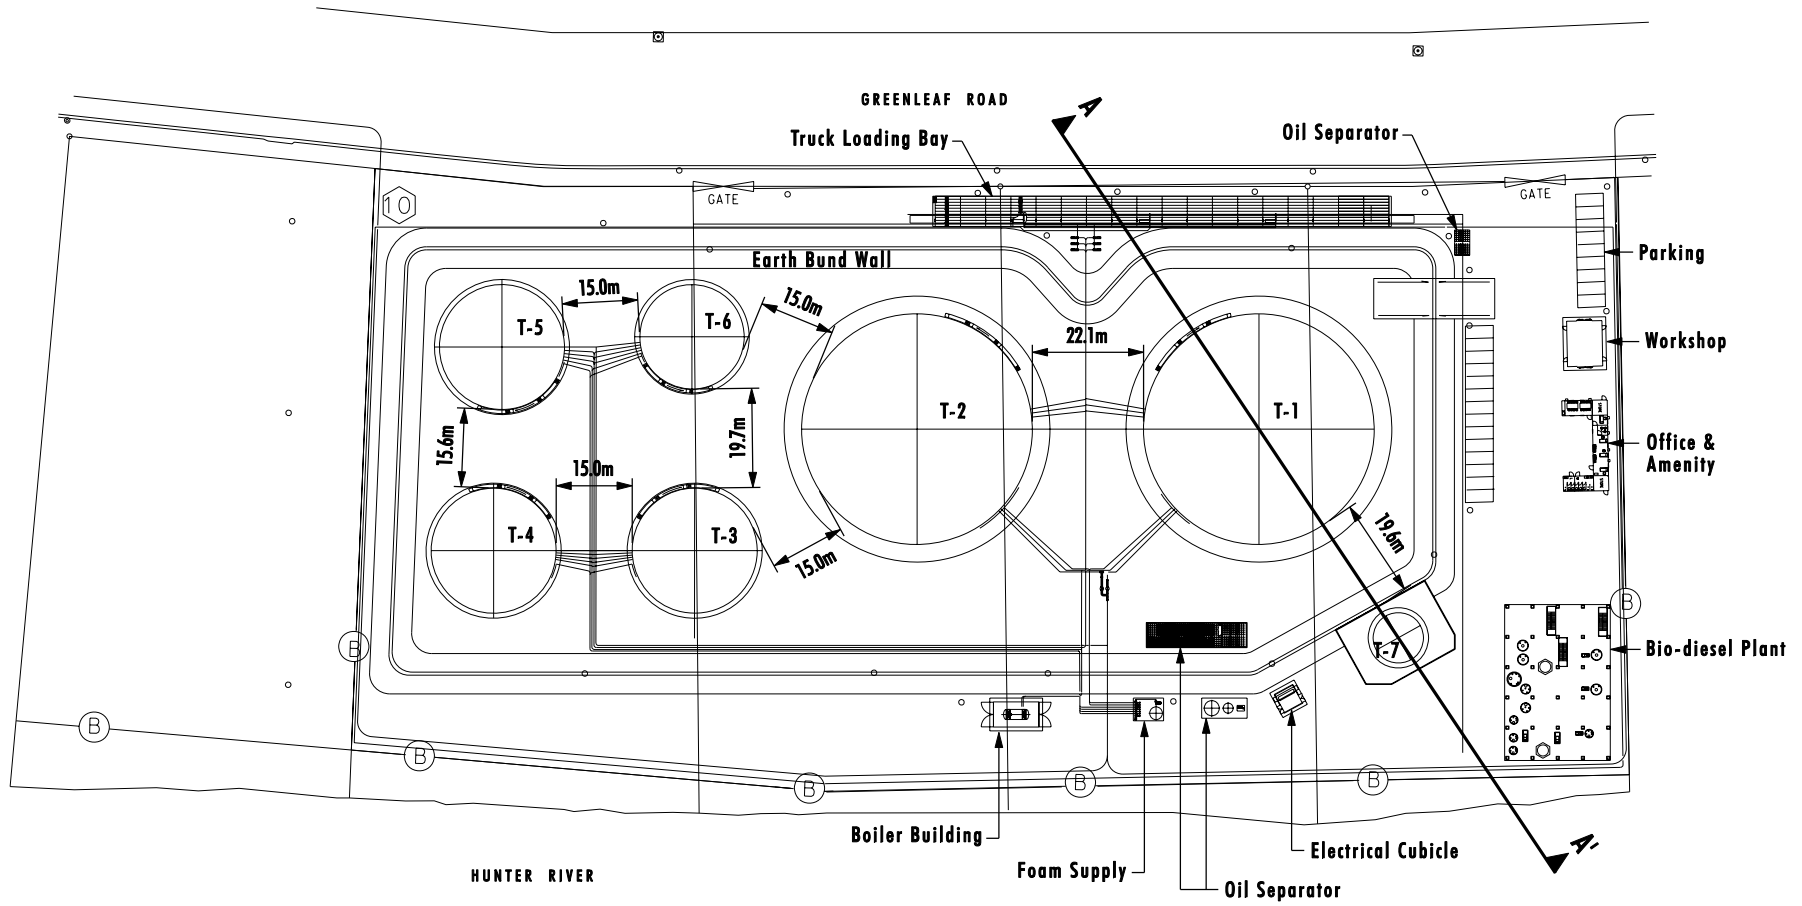 GREENLEAF ROAD
A
Truck Loading Bay
Oil Separator
GATE
GATE
10
Earth Bund Wall
Parking
15.0m
15.0m
T-5
T-6
22.1m
Workshop
T-2
T-1
15.6m
19.7m
Office &
Amenity
15.0m
T-4
T-3
19.6m
15.0m
B
B
T-7
Bio-diesel Plant
B
B
B
B
B
Boiler Building
Foam Supply
Electrical Cubicle
A'
HUNTER RIVER
Oil Separator